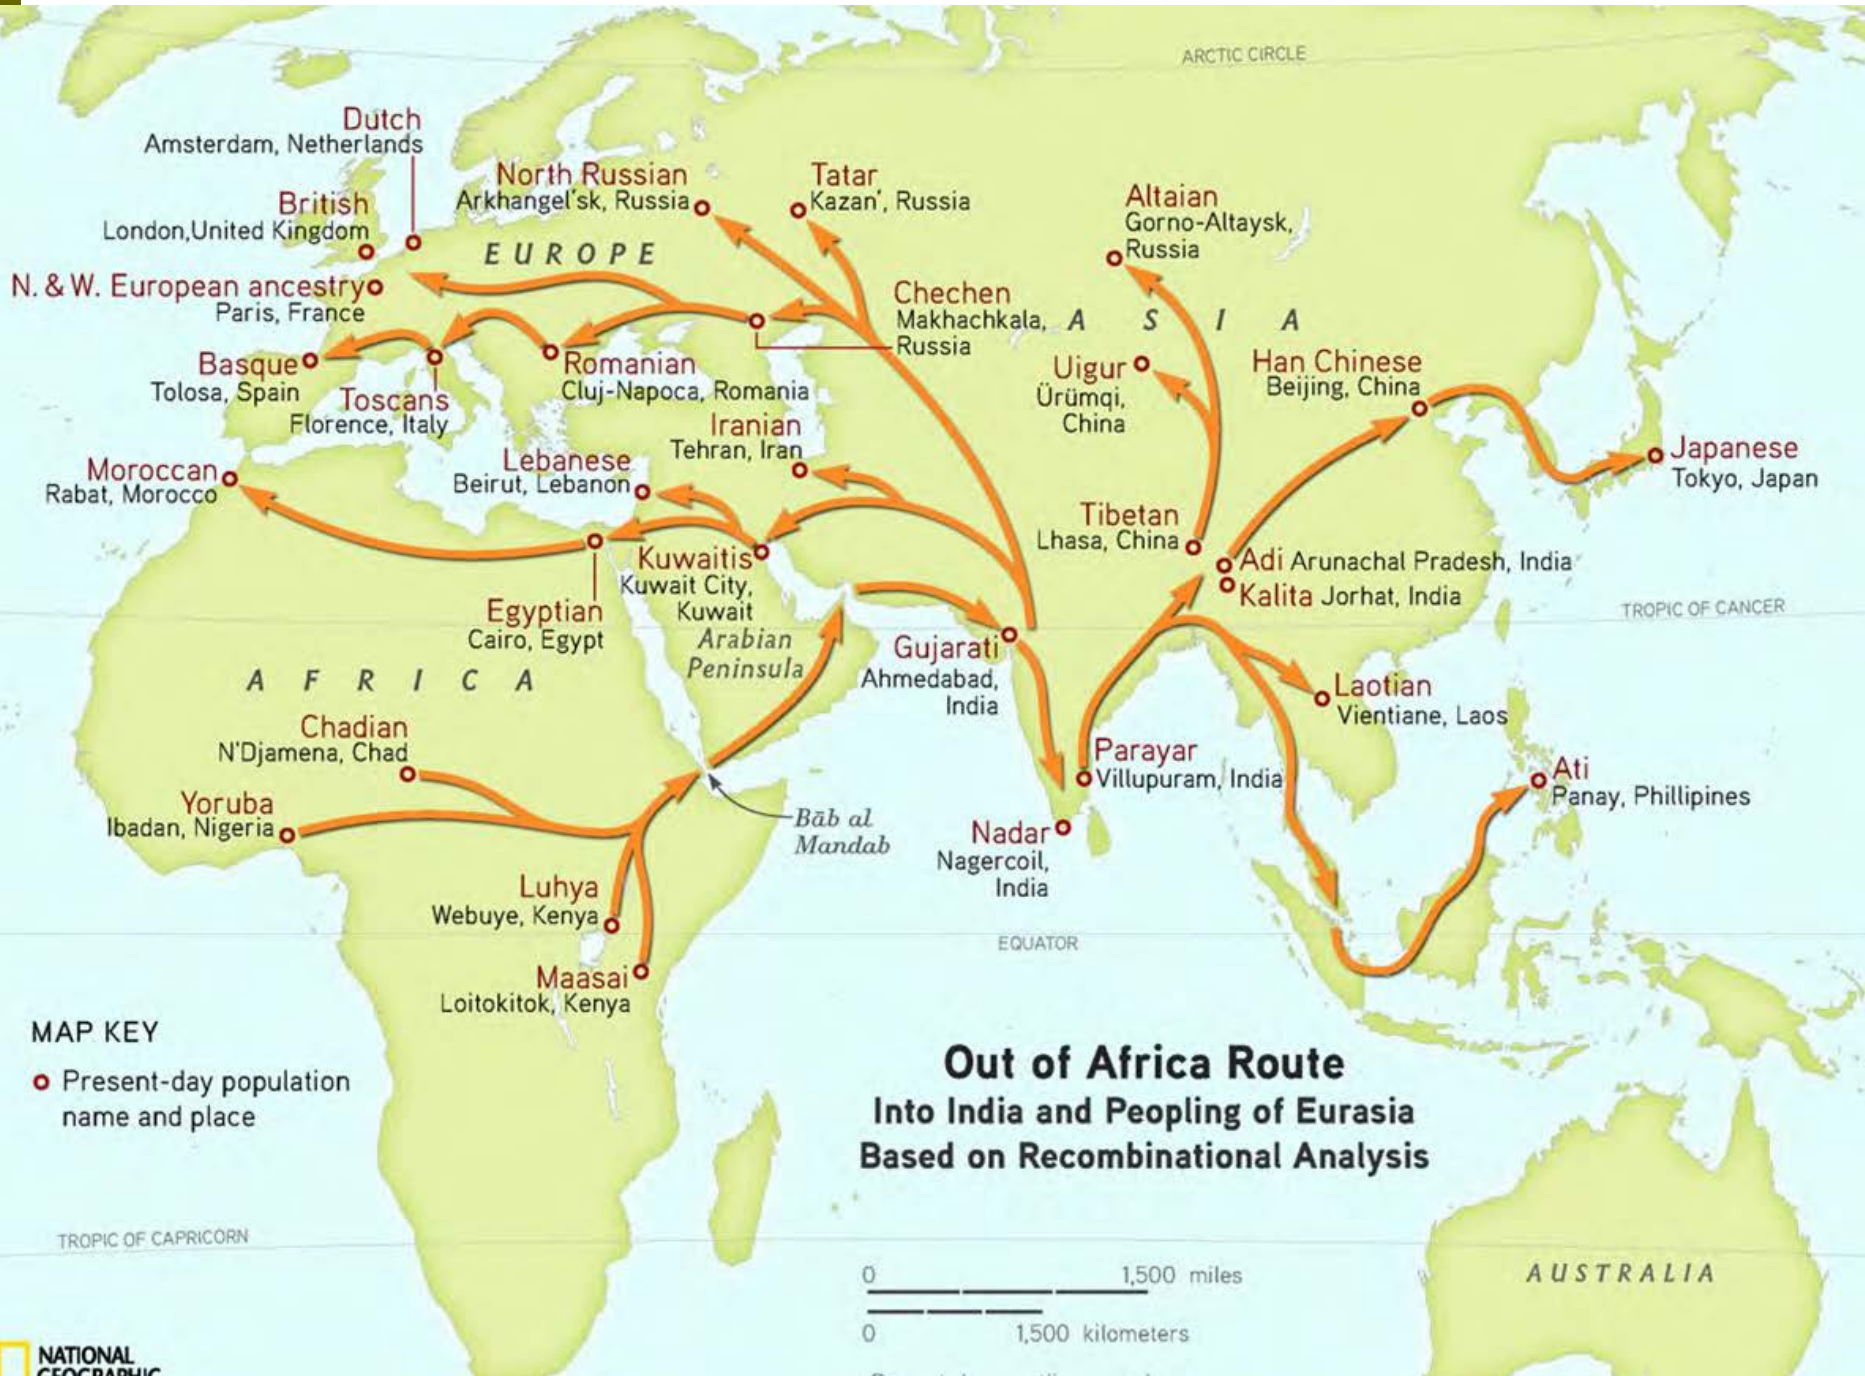 ARCTIC CIRCLE
Dutch
Amsterdam, Netherlands
British
London,United Kingdom
N. & W. European ancestry
Paris, France
Basque
Tolosa, Spain
Toscans
Florence, Italy
EUROPE
North Russian
Arkhangel'sk, Russia
Tatar
Kazan', Russia
Chechen
Makhachkala,
Russia
Romanian
Cluj-Napoca, Romania
Altaian
Gorno-Altaysk,
Russia
ASIA
Uigur
Ürümqi,
China
Han Chinese
Beijing, China
Japanese
Tokyo, Japan
Iranian
Tehran, Iran
Lebanese
Beirut, Lebanon
Moroccan
Rabat, Morocco
Kuwaitis
Kuwait City,
Kuwait
Egyptian
Cairo, Egypt
Arabian
Peninsula
Tibetan
Lhasa, China
Adi Arunachal Pradesh, India
Kalita Jorhat, India
TROPIC OF CANCER
Gujarati
Ahmedabad,
India
AFRICA
Chadian
N'Djamena, Chad
Yoruba
Ibadan, Nigeria
Bāb al
Mandab
Laotian
Vientiane, Laos
Parayar
Villupuram, India
Ati
Panay, Phillipines
Nadar
Nagercoil,
India
Luhya
Webuye, Kenya
Maasai
Loitokitok, Kenya
EQUATOR
MAP KEY
Present-day population
name and place
Out of Africa Route
Into India and Peopling of Eurasia
Based on Recombinational Analysis
TROPIC OF CAPRICORN
0 1,500 miles
0 1,500 kilometers
AUSTRALIA
NATIONAL
GEOGRAPHIC